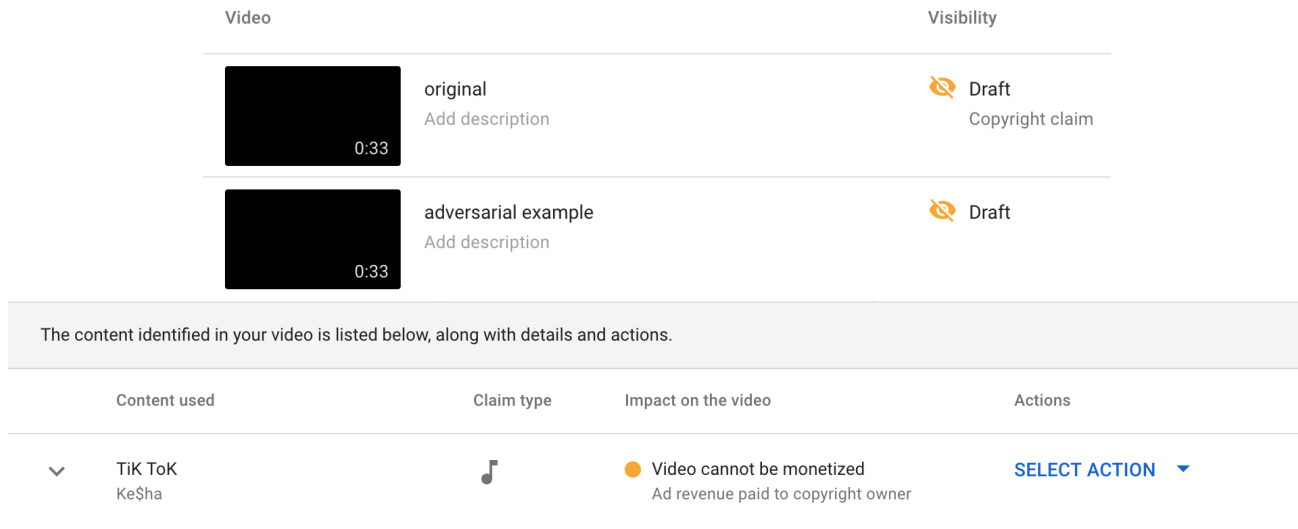 Video Visibility
original Draft
Add description Copyright claim
0:33
adversarial example Draft
Add description
0:33
The content identified in your video is listed below, along with details and actions.
Content used Claim type Impact on the video Actions
TiK ToK Video cannot be monetized SELECT ACTION
Ke$ha Ad revenue paid to copyright owner